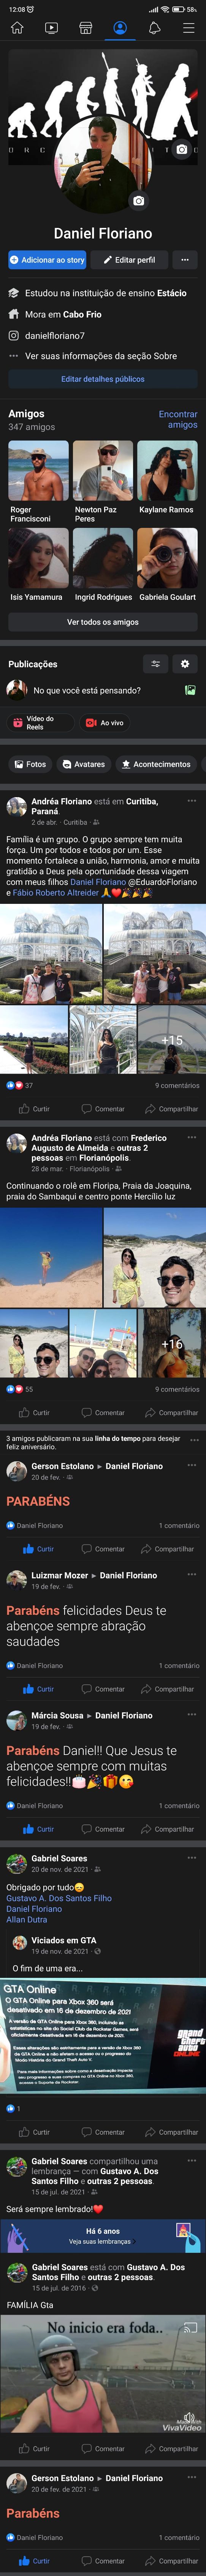 12:08
58%
Daniel Floriano
Adicionar ao story
Editar perfil
Estudou na instituição de ensino Estácio
Mora em Cabo Frio
danielfloriano7
Ver suas informações da seção Sobre
Editar detalhes públicos
Amigos
347 amigos
Encontrar
amigos
Roger
Francisconi
Newton Paz
Peres
Kaylane Ramos
Isis Yamamura
Ingrid Rodrigues
Gabriela Goulart
Ver todos os amigos
Publicações
No que você está pensando?
Vídeo do
Reels
Ao vivo
Fotos
Avatares
Acontecimentos
Andréa Floriano está em Curitiba,
Paraná.
2 de abr. · Curitiba ·
Família é um grupo. O grupo sempre tem muita
força. Um por todos e todos por um. Esse
momento fortalece a união, harmonia, amor e muita
gratidão a Deus pela oportunidade dessa viagem
com meus filhos Daniel Floriano @EduardoFloriano
e Fábio Roberto Altreider 🙏❤️🎉🎉🎉
+15
37
9 comentários
Curtir
Comentar
Compartilhar
Andréa Floriano está com Frederico
Augusto de Almeida e outras 2
pessoas em Florianópolis.
28 de mar. · Florianópolis ·
Continuando o rolê em Floripa, Praia da Joaquina,
praia do Sambaqui e centro ponte Hercílio luz
+16
55
9 comentários
Curtir
Comentar
Compartilhar
3 amigos publicaram na sua linha do tempo para desejar
feliz aniversário.
Gerson Estolano ▸ Daniel Floriano
20 de fev. ·
PARABÉNS
Daniel Floriano
1 comentário
Curtir
Comentar
Compartilhar
Luizmar Mozer ▸ Daniel Floriano
19 de fev. ·
Parabéns felicidades Deus te
abençoe sempre abração
saudades
Daniel Floriano
1 comentário
Curtir
Comentar
Compartilhar
Márcia Sousa ▸ Daniel Floriano
19 de fev. ·
Parabéns Daniel!! Que Jesus te
abençoe sempre com muitas
felicidades!!🎂🎉🎁😘
Daniel Floriano
1 comentário
Curtir
Comentar
Compartilhar
Gabriel Soares
20 de nov. de 2021 ·
Obrigado por tudo😞
Gustavo A. Dos Santos Filho
Daniel Floriano
Allan Dutra
Viciados em GTA
19 de nov. de 2021 ·
O fim de uma era...
GTA Online
O GTA Online para Xbox 360 será
desativado em 16 de dezembro de 2021
grand
theft
auto
ONLINE
1
Curtir
Comentar
Compartilhar
Gabriel Soares compartilhou uma
lembrança — com Gustavo A. Dos
Santos Filho e outras 2 pessoas.
15 de jul. de 2021 ·
Será sempre lembrado!❤️
Há 6 anos
Veja suas lembranças
Gabriel Soares está com Gustavo A. Dos
Santos Filho e outras 2 pessoas.
15 de jul. de 2016 ·
FAMÍLIA Gta
No inicio era foda..
VivaVideo
Curtir
Comentar
Compartilhar
Gerson Estolano ▸ Daniel Floriano
20 de fev. de 2021 ·
Parabéns
Daniel Floriano
1 comentário
Curtir
Comentar
Compartilhar